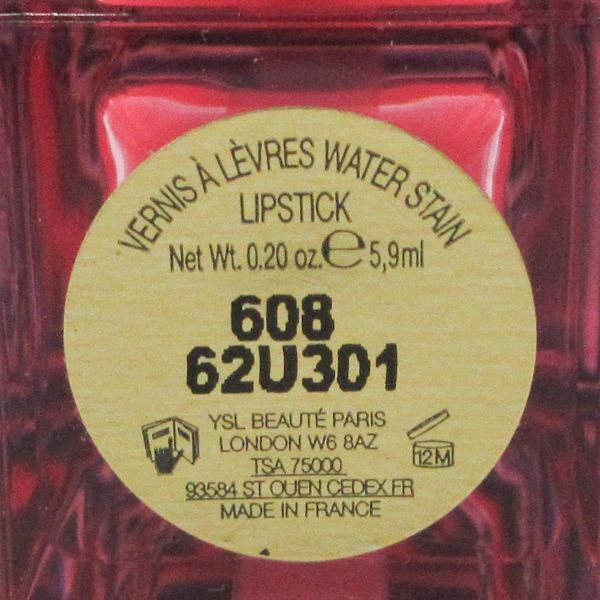 VERNIS À LÈVRES WATER STAIN
LIPSTICK
Net Wt. 0.20 oz. e 5,9ml
608
62U301
YSL BEAUTÉ PARIS
LONDON W6 8AZ
TSA 75000
93584 ST OUEN CEDEX FR
MADE IN FRANCE
12M